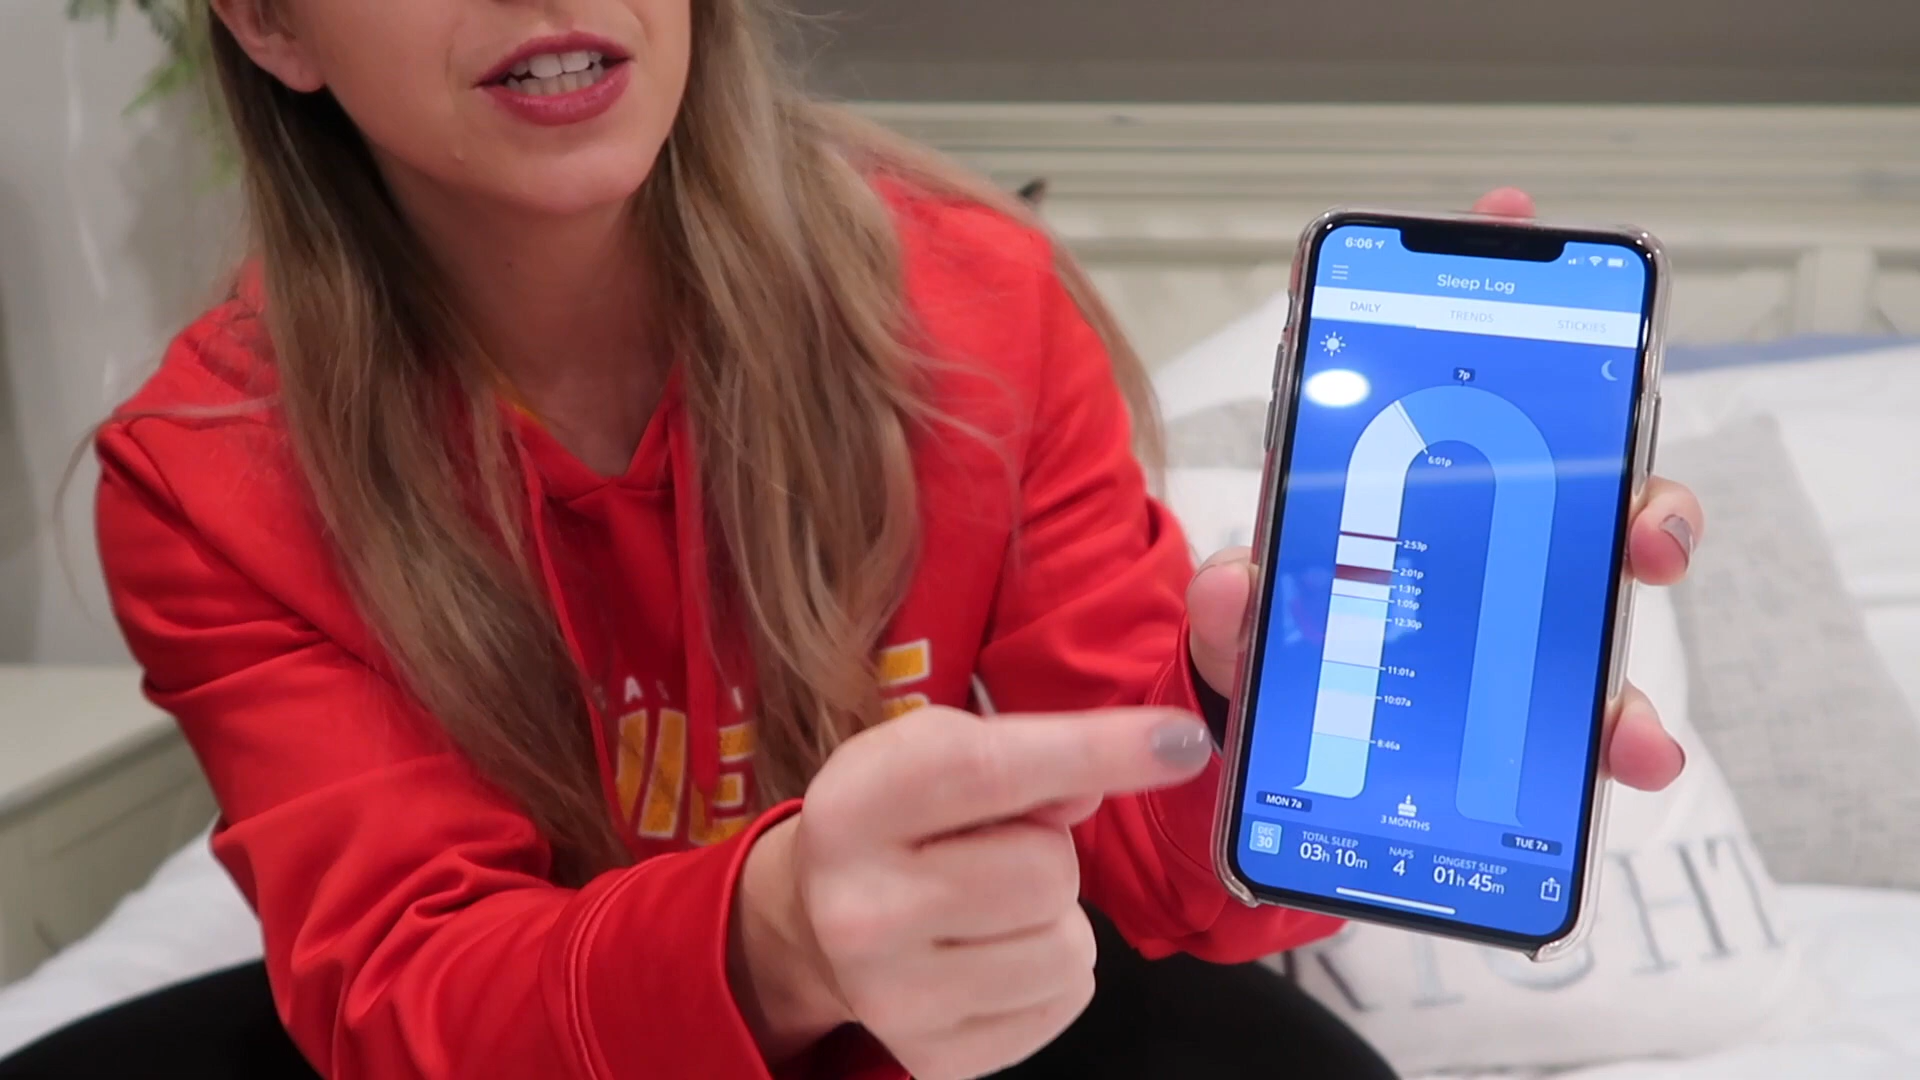 6:06
Sleep Log
DAILY TRENDS STICKIES
7p
6:01p
2:53p
2:01p
1:31p
1:05p
12:30p
11:01a
10:07a
8:46a
MON 7a
3 MONTHS
TUE 7a
DEC 30
TOTAL SLEEP 03h 10m
NAPS 4
LONGEST SLEEP 01h 45m